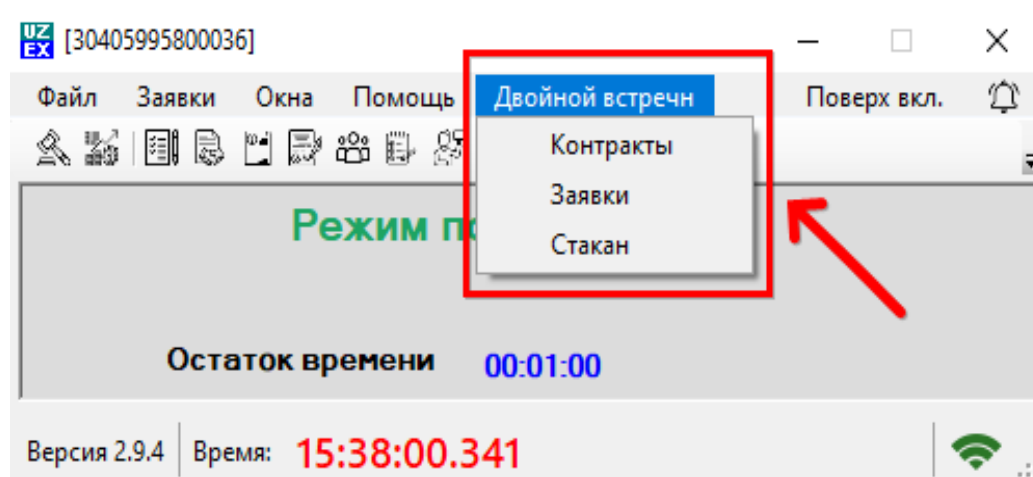 UZ
EX
[30405995800036]
Файл Заявки Окна Помощь Двойной встречн Поверх вкл.
Контракты
Заявки
Стакан
Режим
Остаток времени 00:01:00
Версия 2.9.4 Время: 15:38:00.341